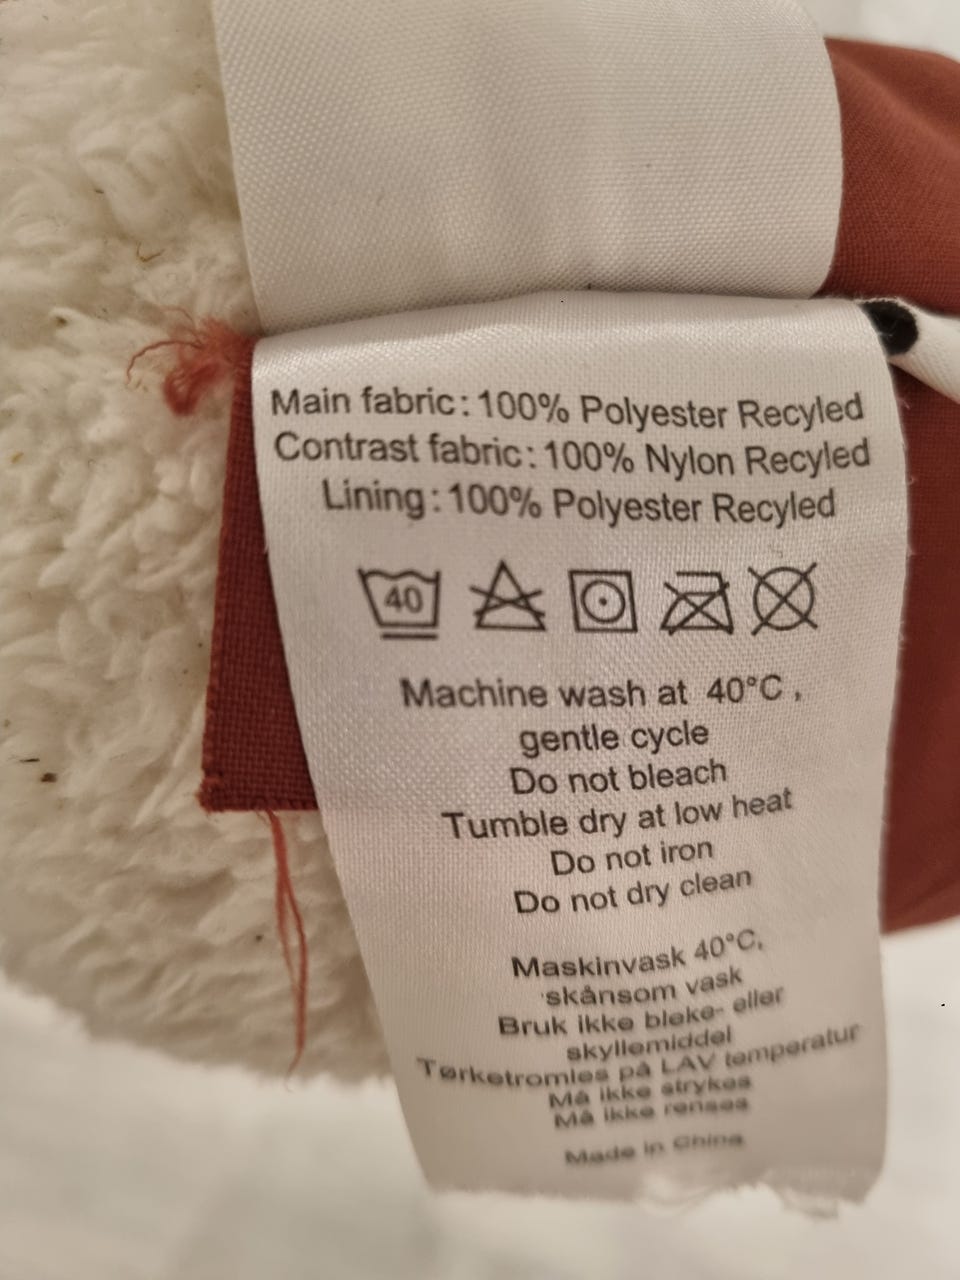 Main fabric: 100% Polyester Recyled
Contrast fabric: 100% Nylon Recyled
Lining: 100% Polyester Recyled
40
Machine wash at 40°C,
gentle cycle
Do not bleach
Tumble dry at low heat
Do not iron
Do not dry clean
Maskinvask 40°C,
skånsom vask
Bruk ikke bleke- eller
skyllemiddel
Tørketromles på LAV temperatur
Må ikke strykes
Må ikke renses
Made in China